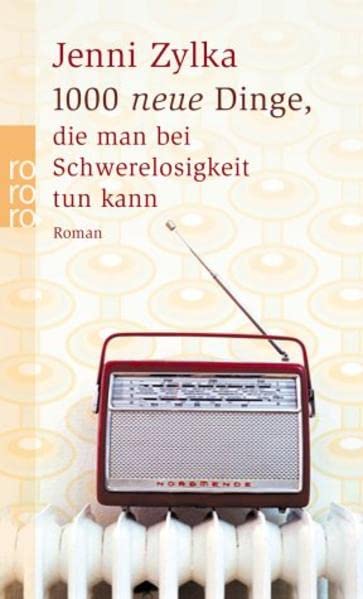 Jenni Zylka
1000 neue Dinge,
die man bei
Schwerelosigkeit
tun kann
Roman
ro
ro
ro
NORDMENDE